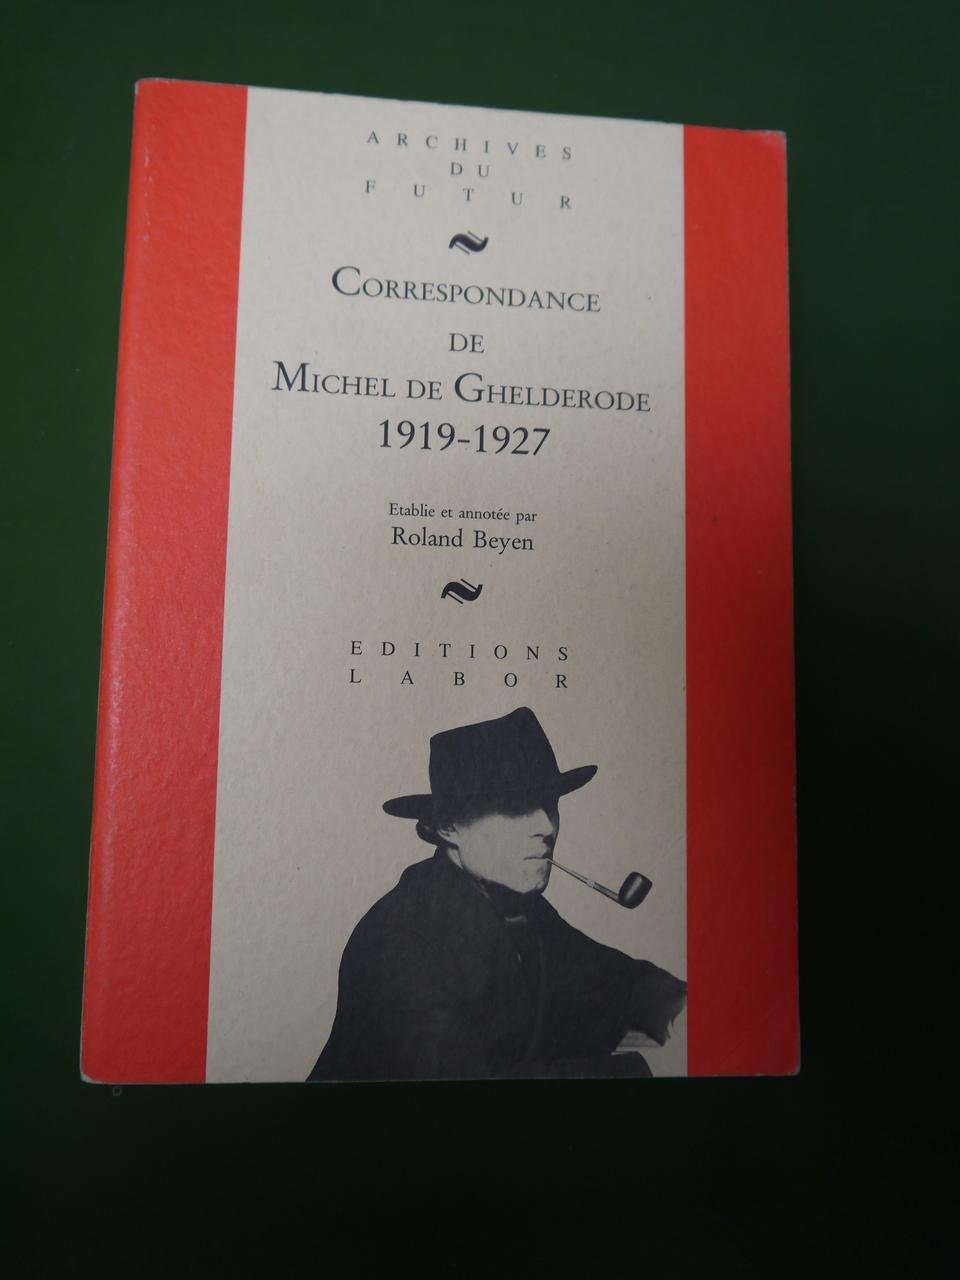 ARCHIVES
DU
FUTUR
CORRESPONDANCE
DE
MICHEL DE GHELDERODE
1919-1927
Etablie et annotée par
Roland Beyen
EDITIONS
LABOR